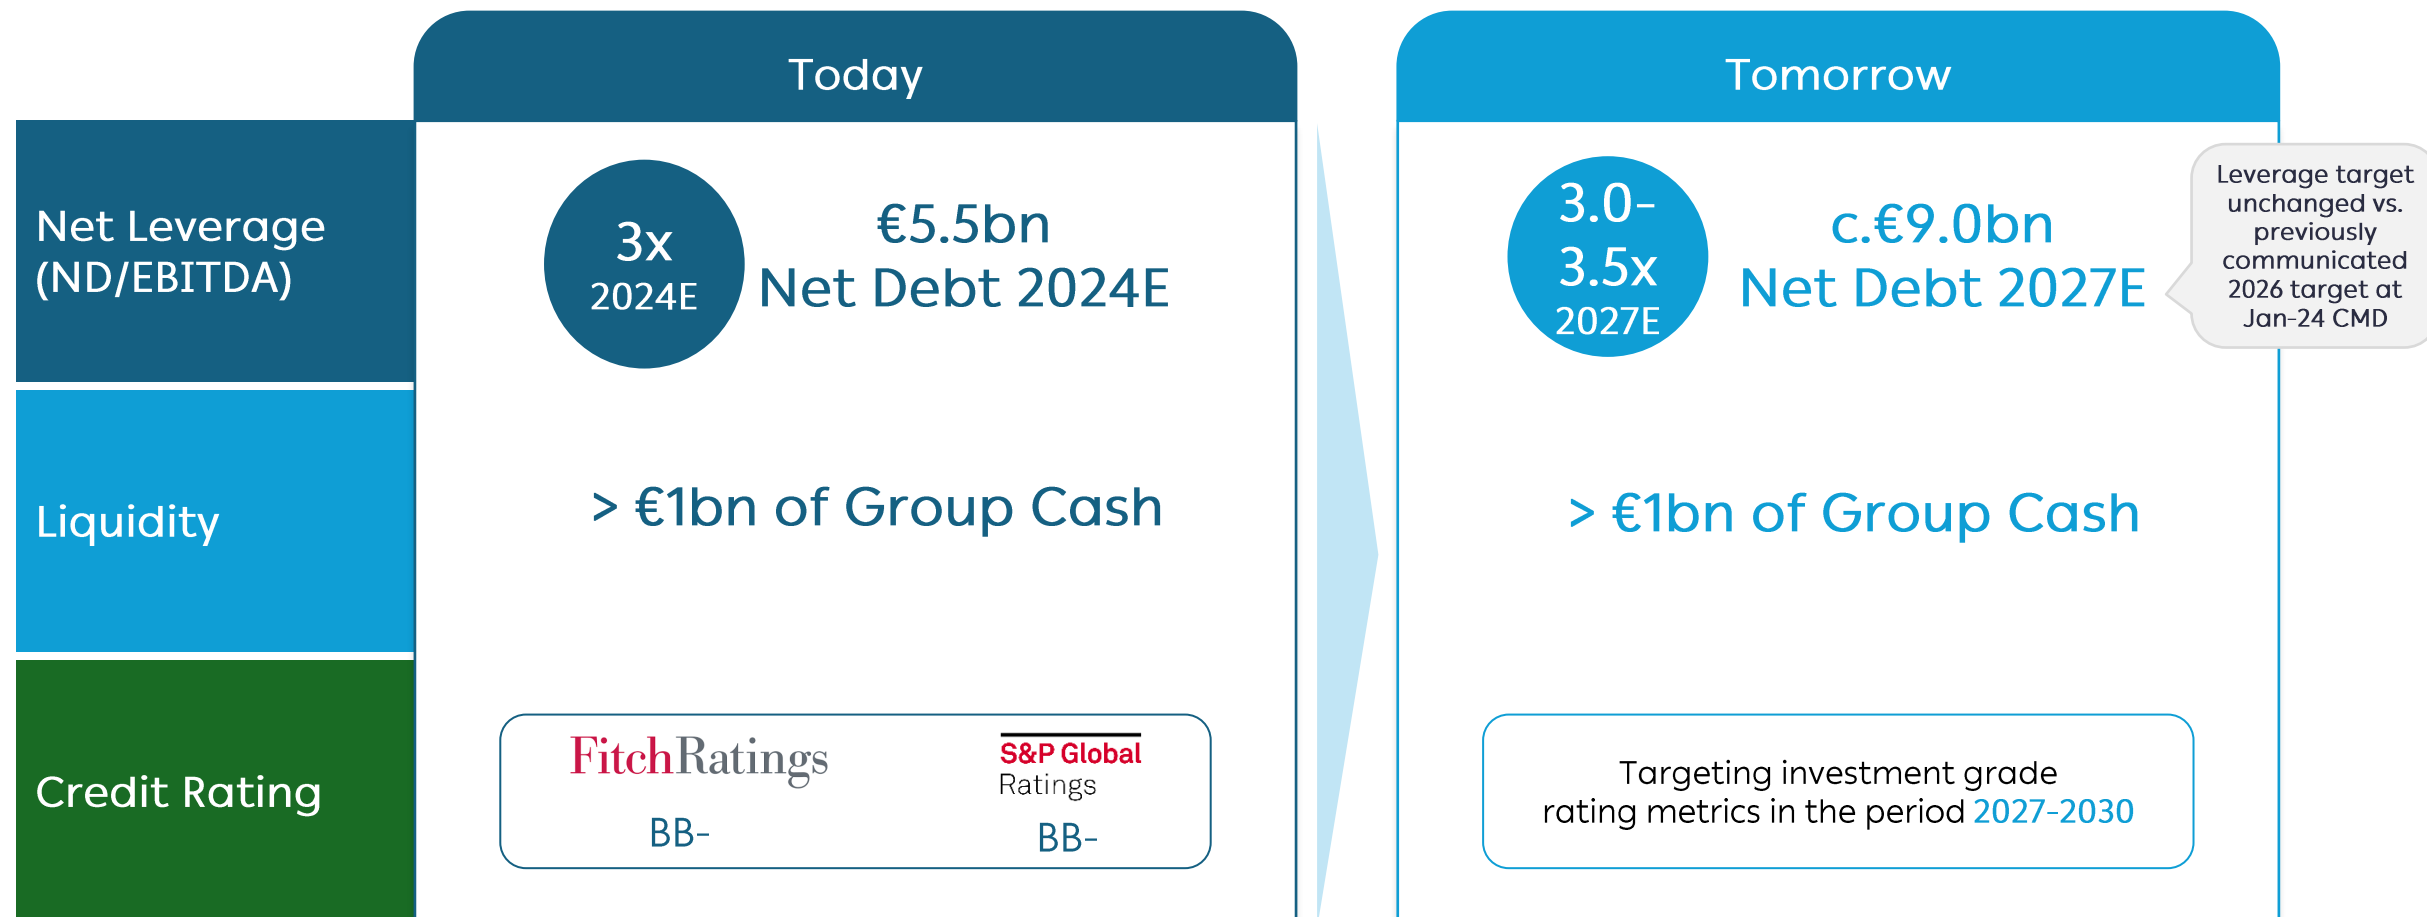 Today
Tomorrow
Net Leverage
(ND/EBITDA)
3x
2024E
€5.5bn
Net Debt 2024E
3.0-
3.5x
2027E
c.€9.0bn
Net Debt 2027E
Leverage target
unchanged vs.
previously
communicated
2026 target at
Jan-24 CMD
Liquidity
> €1bn of Group Cash
> €1bn of Group Cash
Credit Rating
FitchRatings
BB-
S&P Global
Ratings
BB-
Targeting investment grade
rating metrics in the period 2027-2030